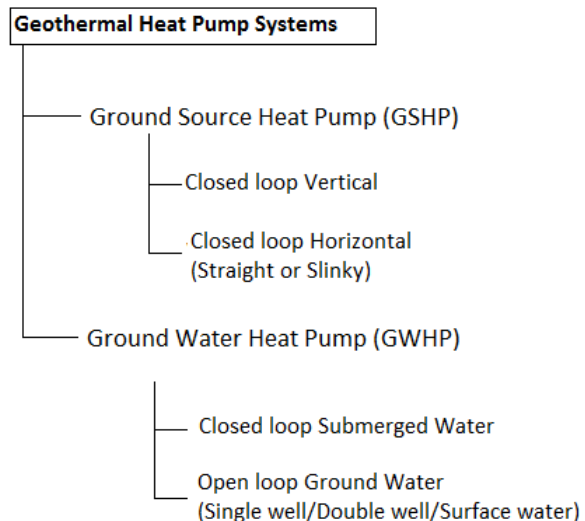 Geothermal Heat Pump Systems
Ground Source Heat Pump (GSHP)
Closed loop Vertical
Closed loop Horizontal
(Straight or Slinky)
Ground Water Heat Pump (GWHP)
Closed loop Submerged Water
Open loop Ground Water
(Single well/Double well/Surface water)